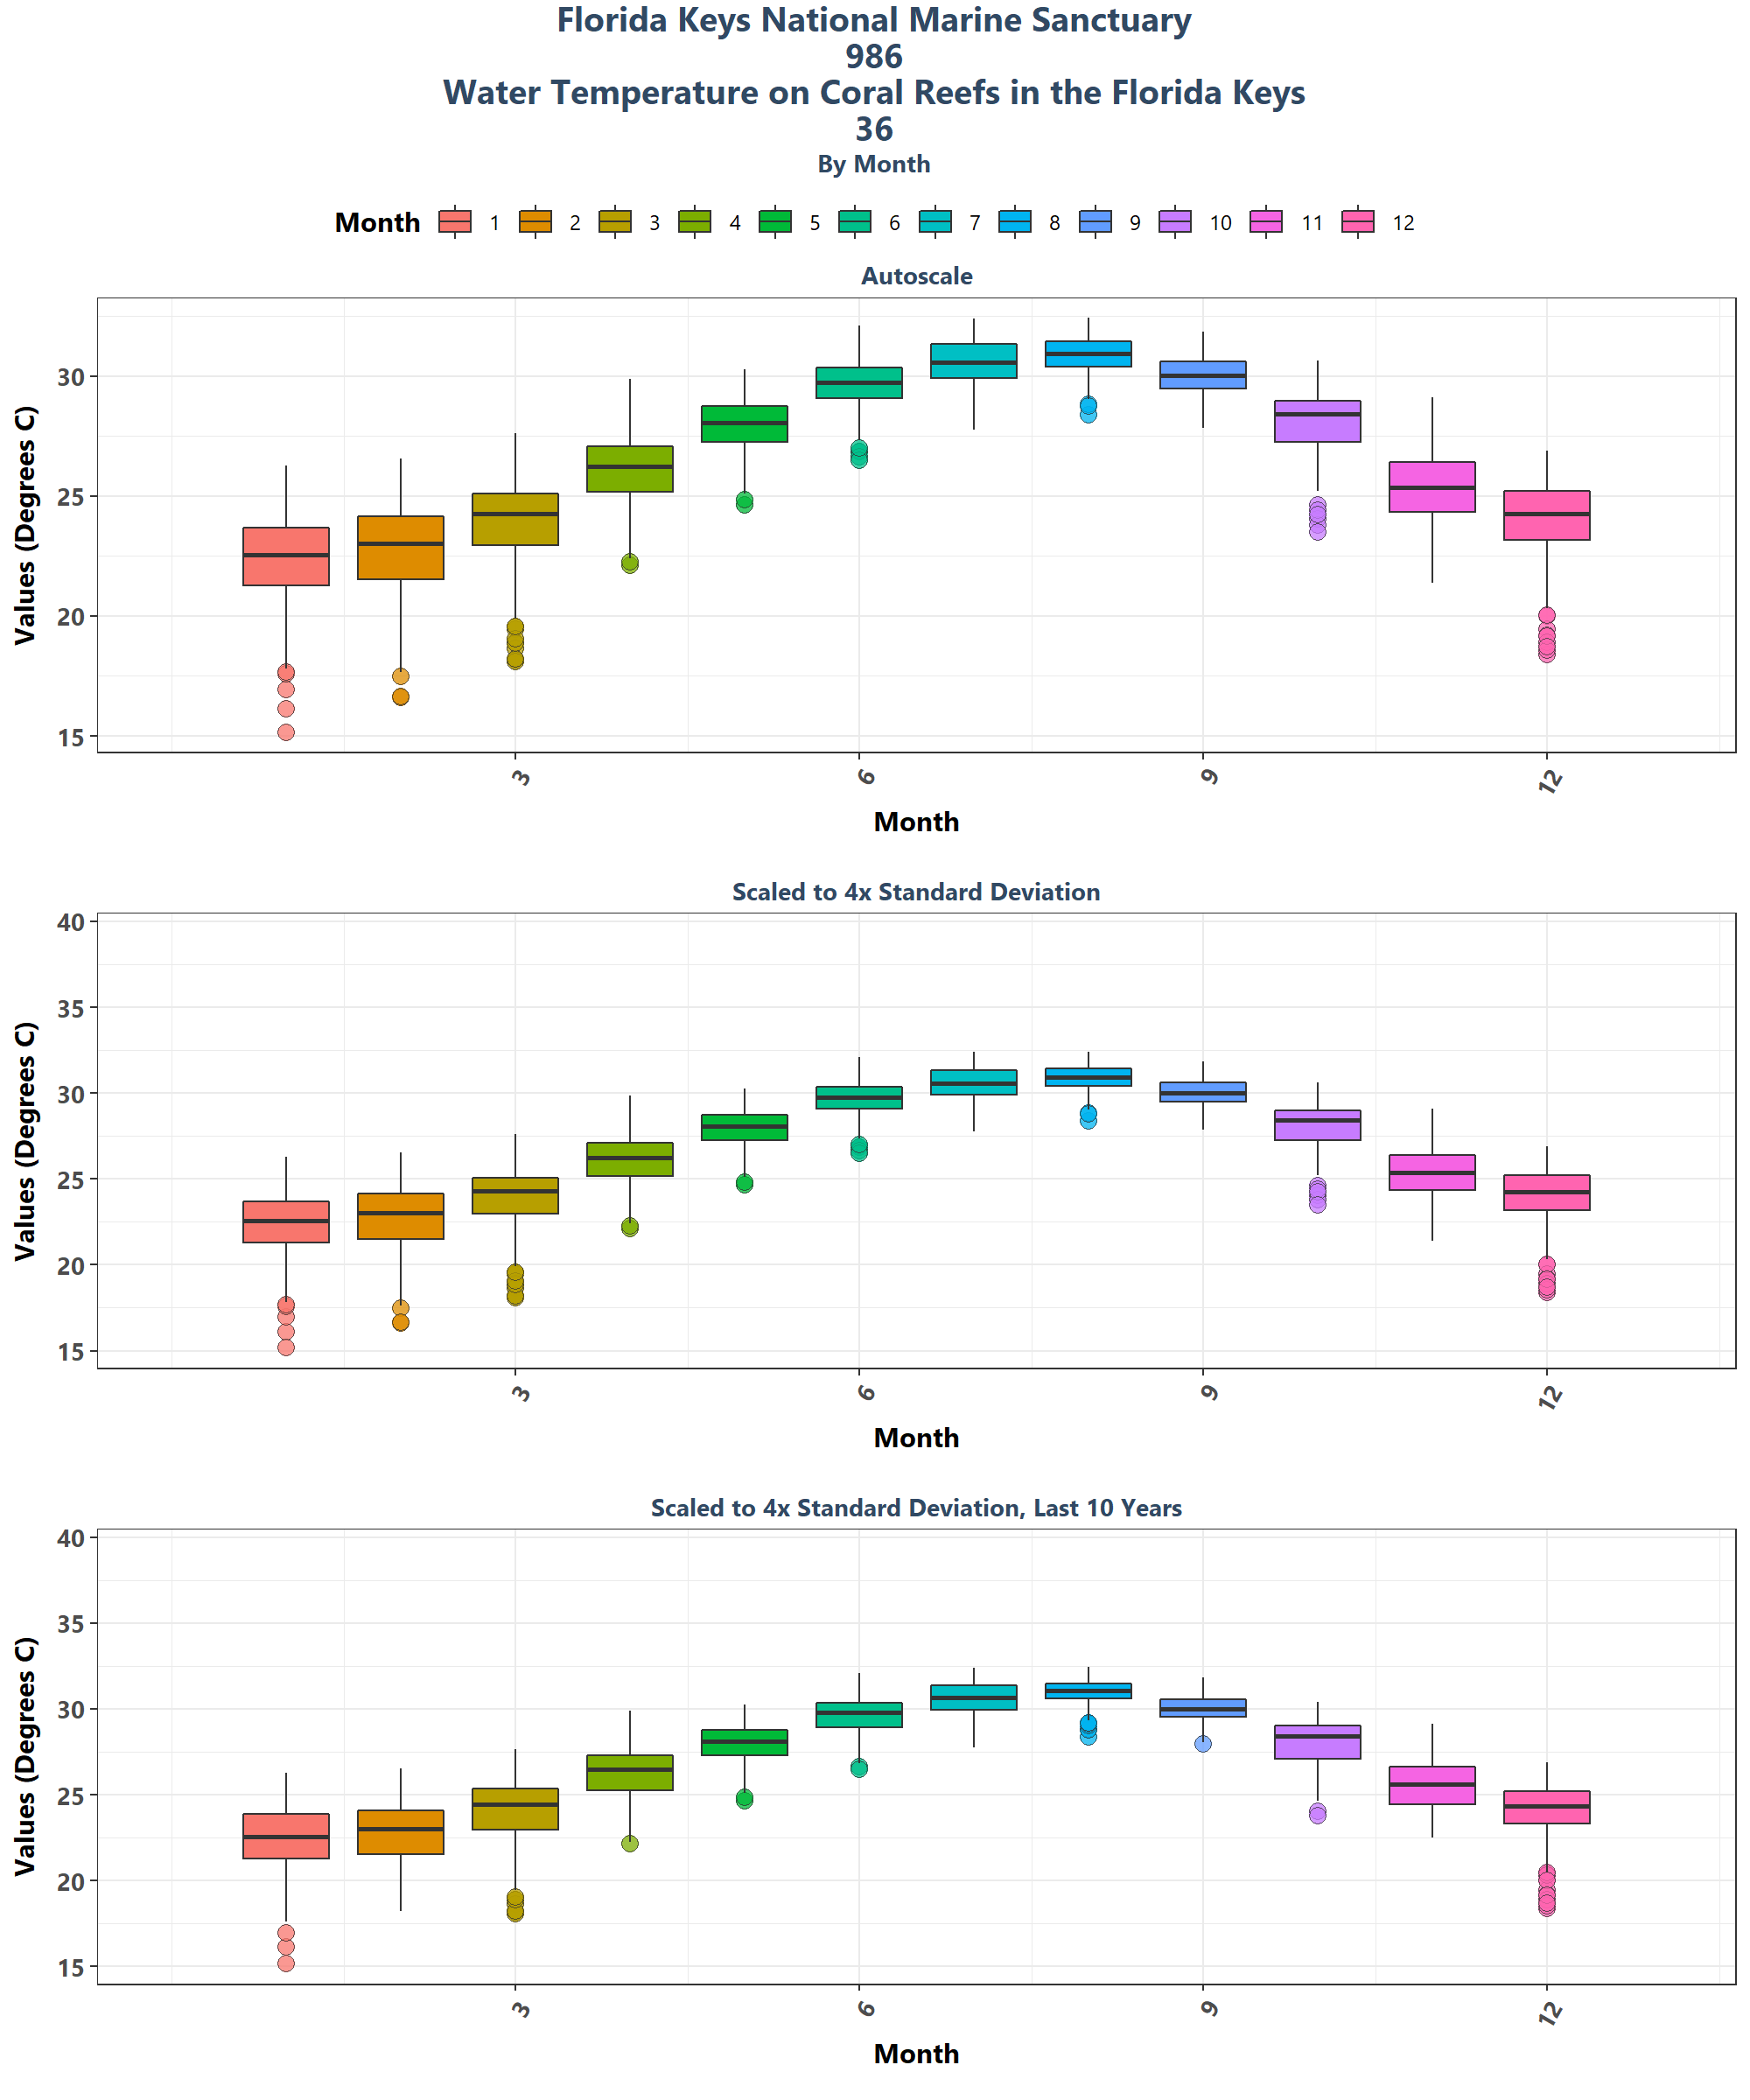 Florida Keys National Marine Sanctuary
986
Water Temperature on Coral Reefs in the Florida Keys
36
By Month
Month 1 2 3 4 5 6 7 8 9 10 11 12
Autoscale
Values (Degrees C)
30
25
20
15
3 6 9 12
Month
Scaled to 4x Standard Deviation
Values (Degrees C)
40
35
30
25
20
15
3 6 9 12
Month
Scaled to 4x Standard Deviation, Last 10 Years
Values (Degrees C)
40
35
30
25
20
15
3 6 9 12
Month